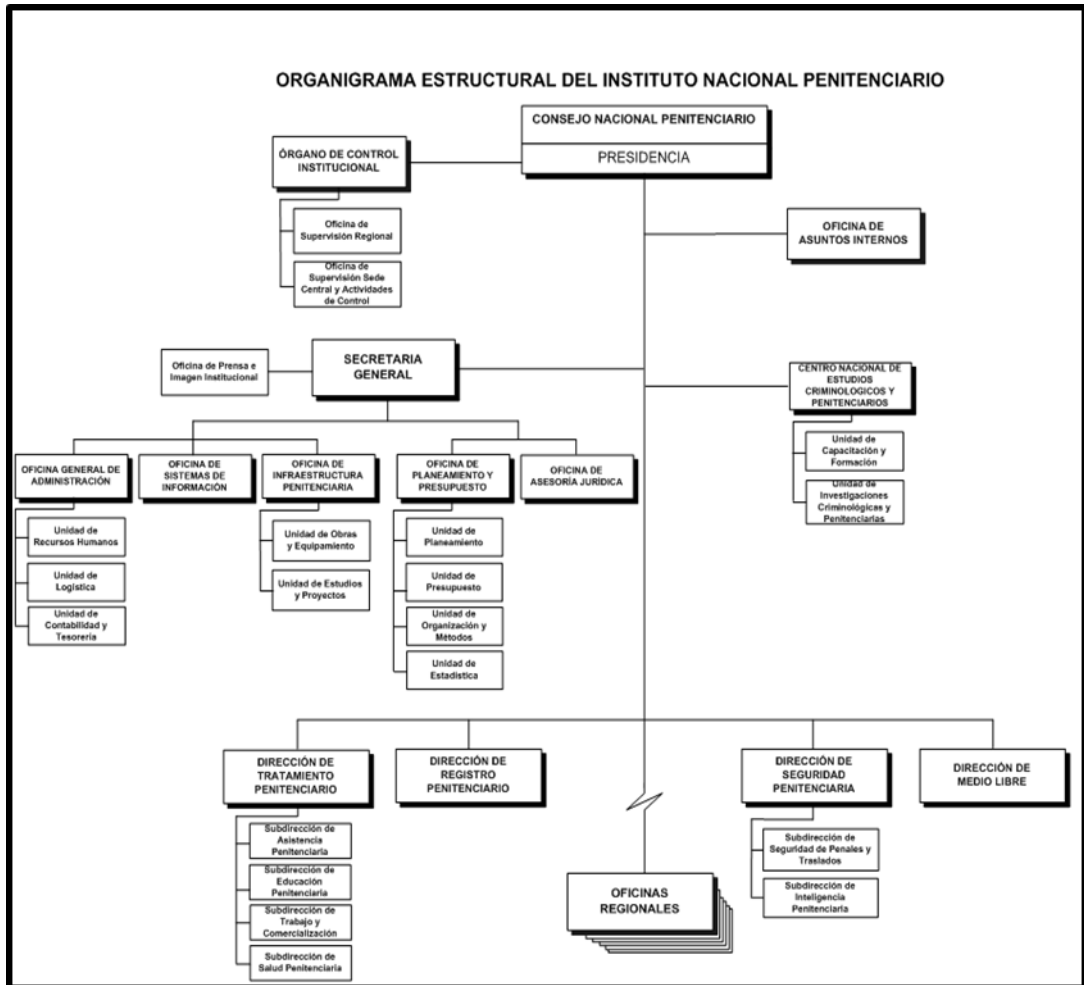 ORGANIGRAMA ESTRUCTURAL DEL INSTITUTO NACIONAL PENITENCIARIO
CONSEJO NACIONAL PENITENCIARIO
PRESIDENCIA
ÓRGANO DE CONTROL
INSTITUCIONAL
Oficina de
Supervisión Regional
Oficina de
Supervisión Sede
Central y Actividades
de Control
OFICINA DE
ASUNTOS INTERNOS
Oficina de Prensa e
Imagen Institucional
SECRETARIA
GENERAL
CENTRO NACIONAL DE
ESTUDIOS
CRIMINOLOGICOS Y
PENITENCIARIOS
Unidad de
Capacitación y
Formación
Unidad de
Investigaciones
Criminológicas y
Penitenciarias
OFICINA GENERAL DE
ADMINISTRACIÓN
Unidad de
Recursos Humanos
Unidad de
Logística
Unidad de
Contabilidad y
Tesorería
OFICINA DE
SISTEMAS DE
INFORMACIÓN
OFICINA DE
INFRAESTRUCTURA
PENITENCIARIA
Unidad de Obras
y Equipamiento
Unidad de Estudios
y Proyectos
OFICINA DE
PLANEAMIENTO Y
PRESUPUESTO
Unidad de
Planeamiento
Unidad de
Presupuesto
Unidad de
Organización y
Métodos
Unidad de
Estadística
OFICINA DE
ASESORÍA JURÍDICA
DIRECCIÓN DE
TRATAMIENTO
PENITENCIARIO
Subdirección de
Asistencia
Penitenciaria
Subdirección de
Educación
Penitenciaria
Subdirección de
Trabajo y
Comercialización
Subdirección de
Salud Penitenciaria
DIRECCIÓN DE
REGISTRO
PENITENCIARIO
OFICINAS
REGIONALES
DIRECCIÓN DE
SEGURIDAD
PENITENCIARIA
Subdirección de
Seguridad de Penales y
Traslados
Subdirección de
Inteligencia
Penitenciaria
DIRECCIÓN DE
MEDIO LIBRE